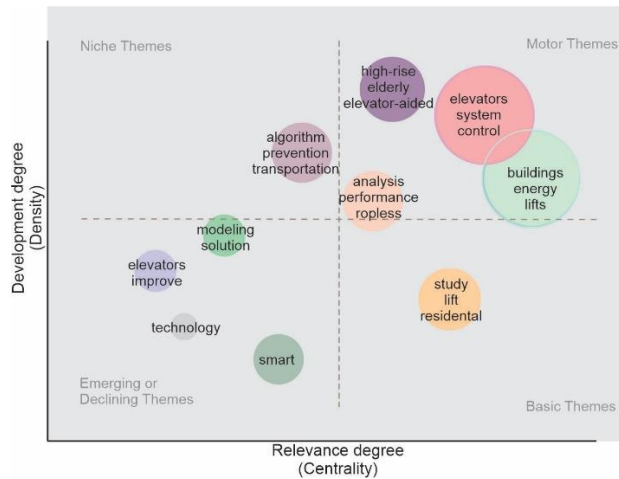 Niche Themes
Motor Themes
high-rise
elderly
elevator-aided
elevators
system
control
algorithm
prevention
transportation
buildings
energy
lifts
analysis
performance
ropless
modeling
solution
elevators
improve
study
lift
residental
technology
smart
Emerging or
Declining Themes
Basic Themes
Development degree
(Density)
Relevance degree
(Centrality)